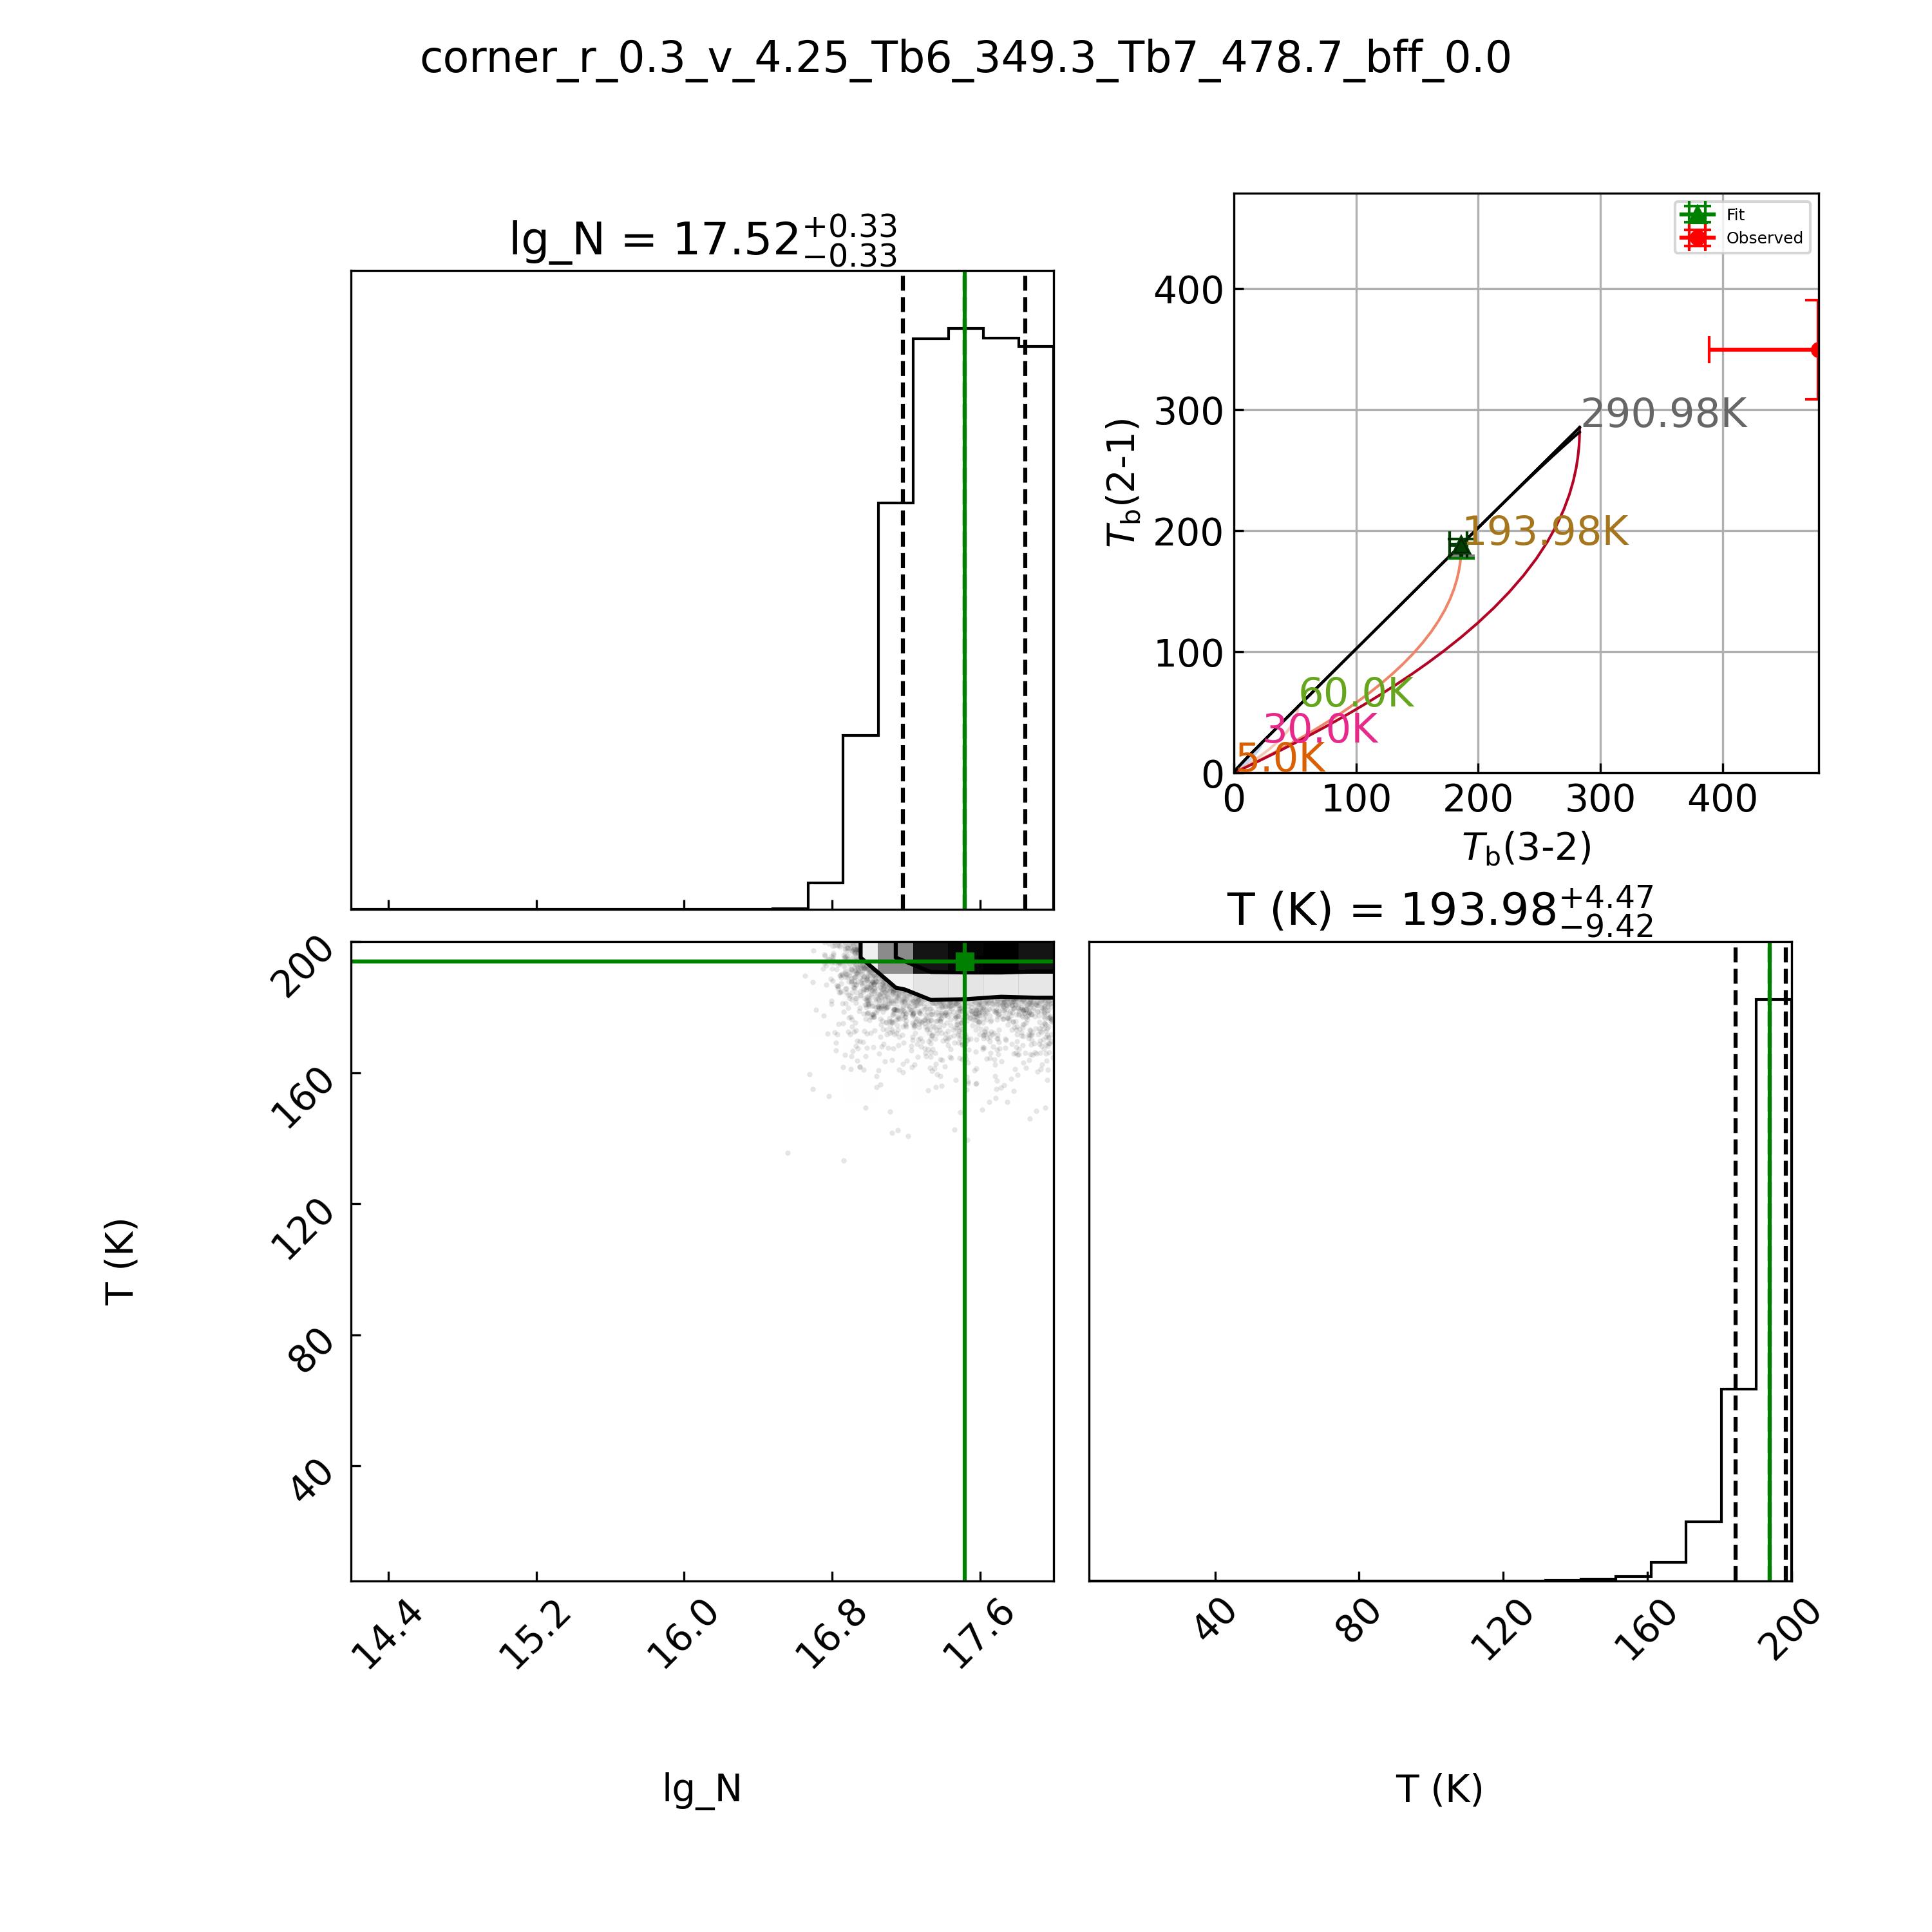 corner_r_0.3_v_4.25_Tb6_349.3_Tb7_478.7_bff_0.0
lg_N = 17.52+0.33−0.33
Fit
Observed
400
300
200
100
0
Tb(2-1)
290.98K
193.98K
60.0K
30.0K
5.0K
0 100 200 300 400
Tb(3-2)
T (K) = 193.98+4.47−9.42
200
160
120
80
40
T (K)
14.4 15.2 16.0 16.8 17.6
lg_N
40 80 120 160 200
T (K)